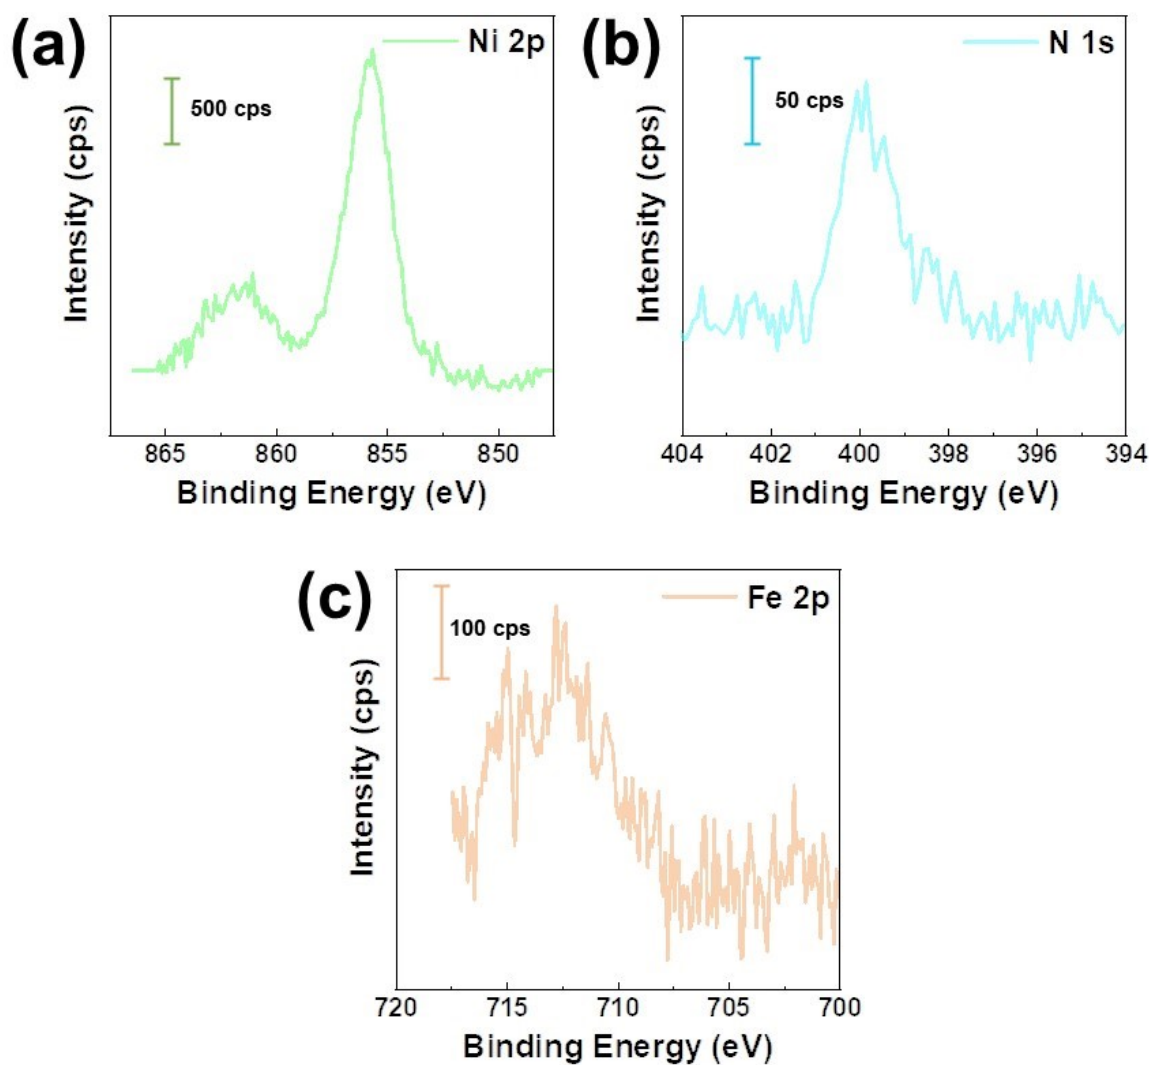 (a)
Ni 2p
500 cps
Intensity (cps)
865 860 855 850
Binding Energy (eV)
(b)
N 1s
50 cps
Intensity (cps)
404 402 400 398 396 394
Binding Energy (eV)
(c)
Fe 2p
100 cps
Intensity (cps)
720 715 710 705 700
Binding Energy (eV)